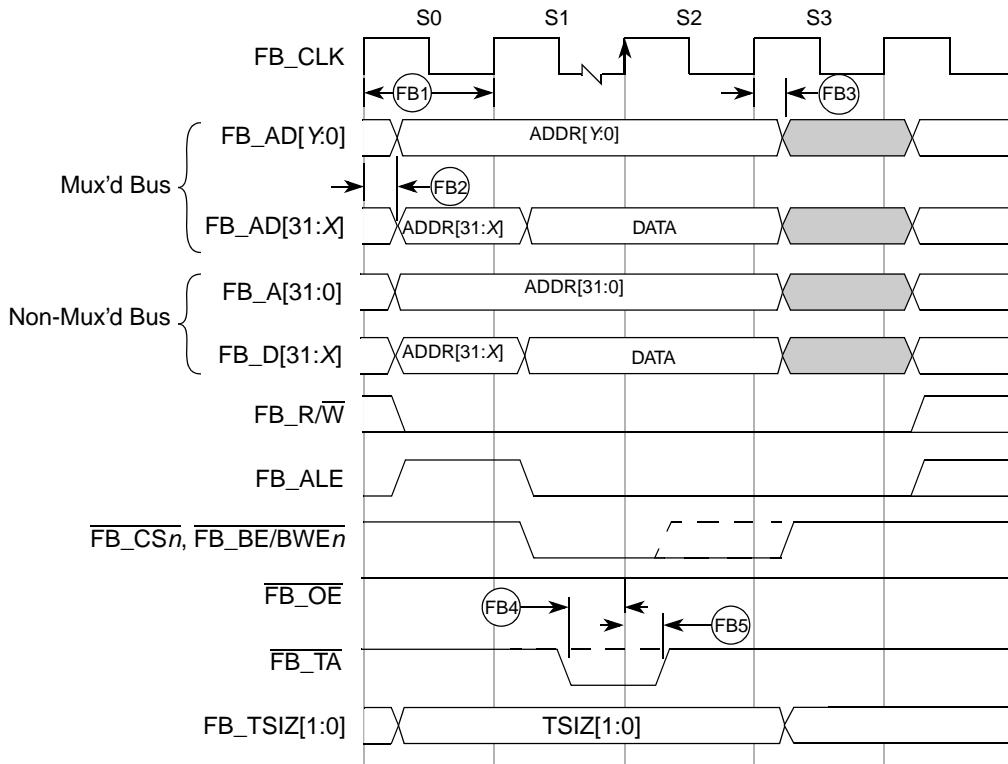 S0 S1 S2 S3
FB_CLK
FB1 FB3
Mux'd Bus
FB_AD[Y:0] ADDR[Y:0]
FB2
FB_AD[31:X] ADDR[31:X] DATA
Non-Mux'd Bus
FB_A[31:0] ADDR[31:0]
FB_D[31:X] ADDR[31:X] DATA
FB_R/W
FB_ALE
FB_CSn, FB_BE/BWEn
FB_OE
FB4 FB5
FB_TA
FB_TSIZ[1:0] TSIZ[1:0]